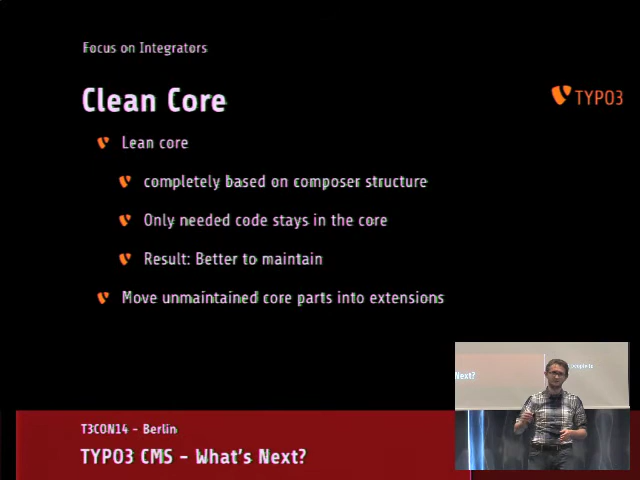 Focus on Integrators
Clean Core
TYPO3
Lean core
completely based on composer structure
Only needed code stays in the core
Result: Better to maintain
Move unmaintained core parts into extensions
Next?
T3CON14 - Berlin
TYPO3 CMS - What's Next?